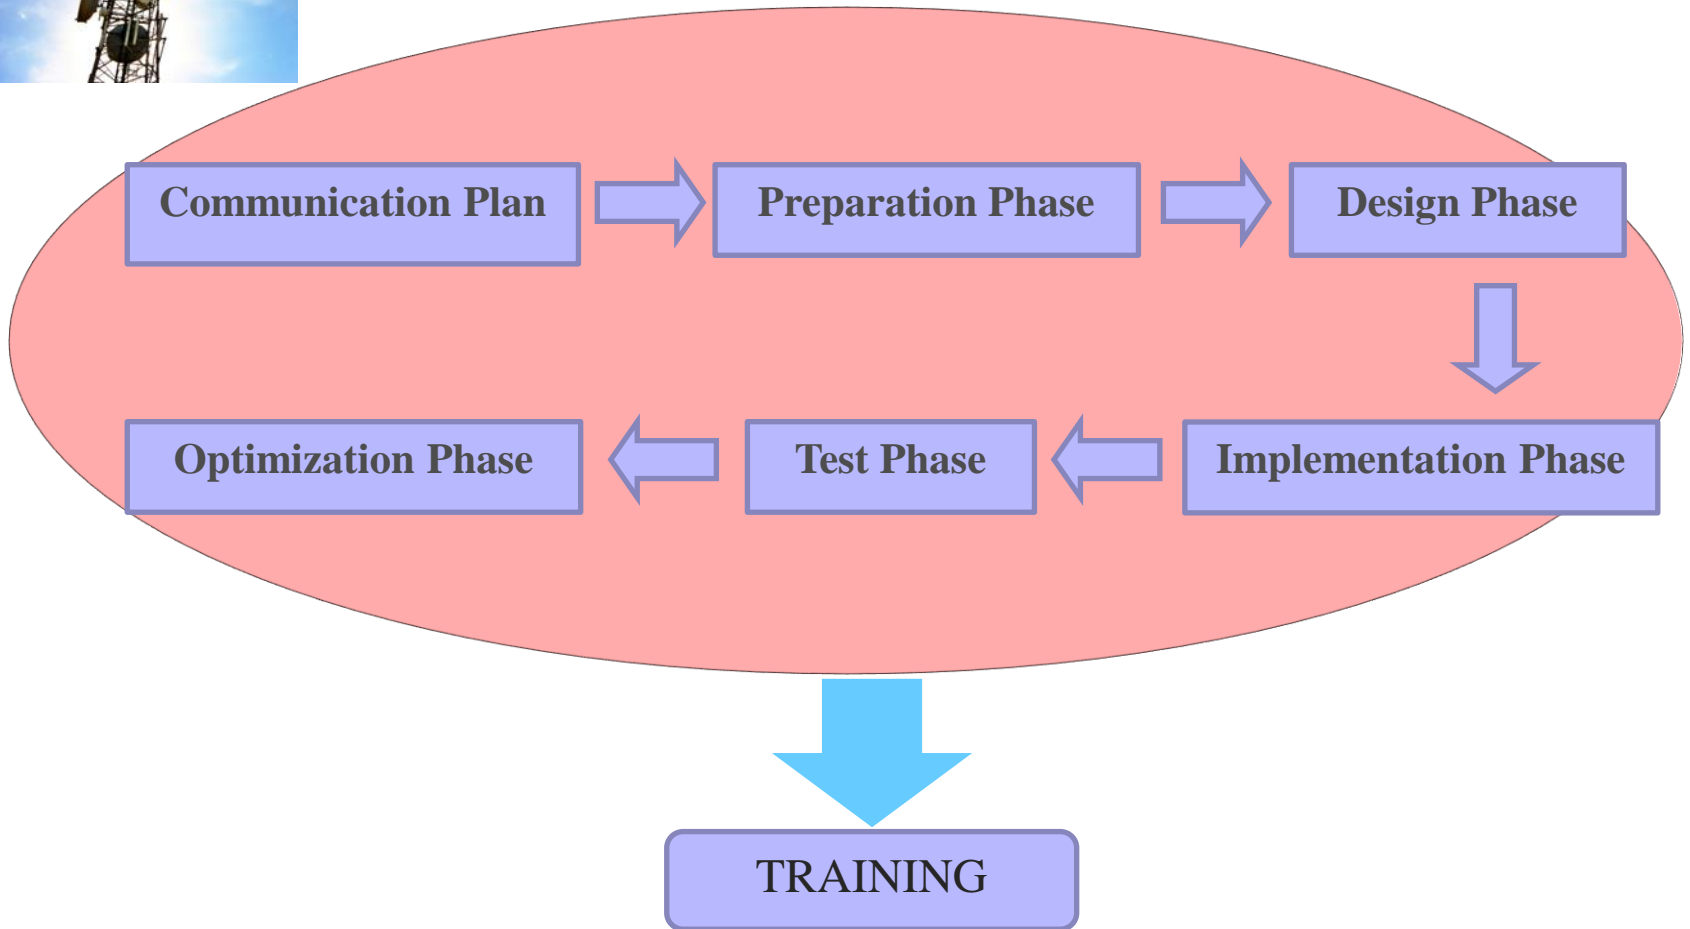 Communication Plan
Preparation Phase
Design Phase
Implementation Phase
Test Phase
Optimization Phase
TRAINING